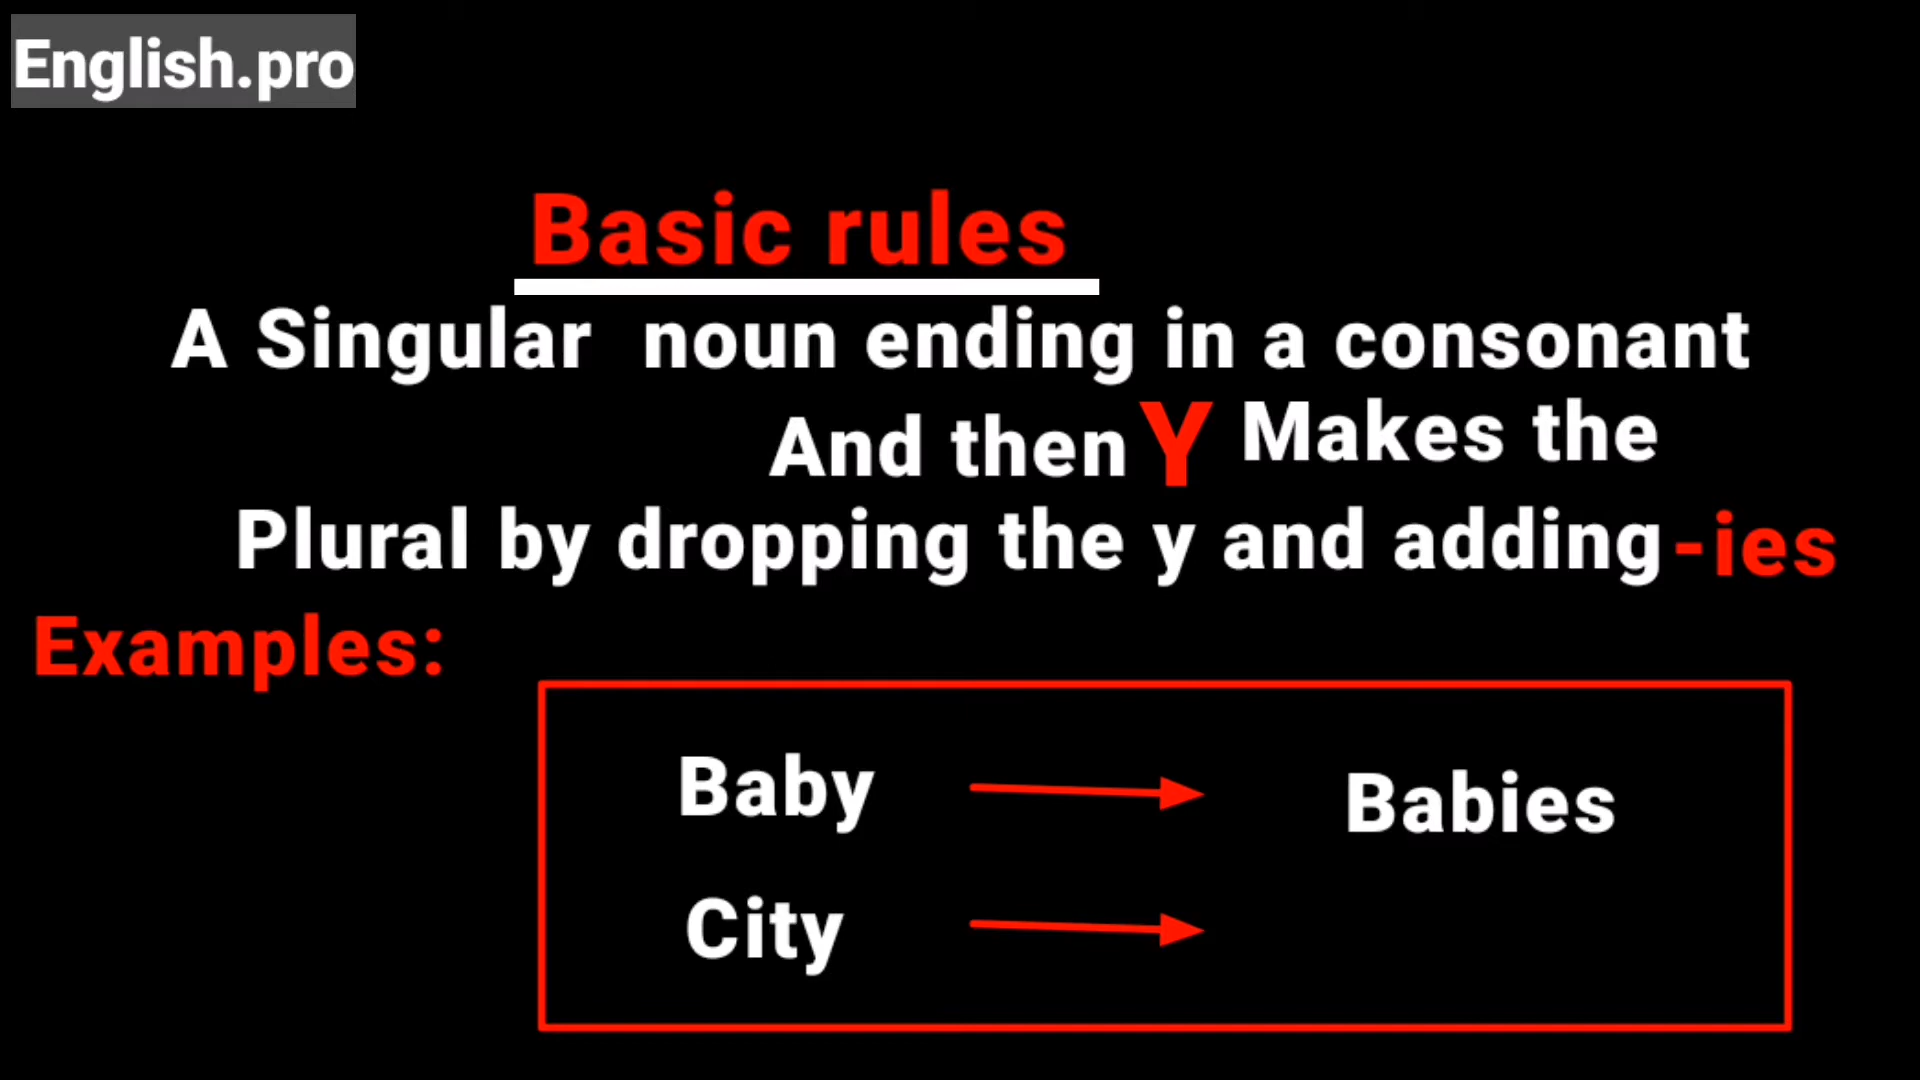 English.pro
Basic rules
A Singular noun ending in a consonant
And then Y Makes the
Plural by dropping the y and adding -ies
Examples:
Baby Babies
City